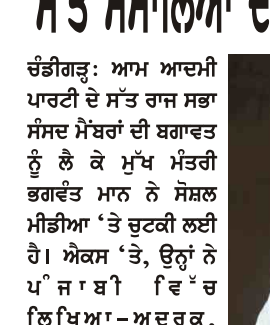 ਚੰਡੀਗੜ੍ਹ: ਆਮ ਆਦਮੀ
ਪਾਰਟੀ ਦੇ ਸੱਤ ਰਾਜ ਸਭਾ
ਸੰਸਦ ਮੈਂਬਰਾਂ ਦੀ ਬਗਾਵਤ
ਨੂੰ ਲੈ ਕੇ ਮੁੱਖ ਮੰਤਰੀ
ਭਗਵੰਤ ਮਾਨ ਨੇ ਸੋਸ਼ਲ
ਮੀਡੀਆ ‘ਤੇ ਚੁਟਕੀ ਲਈ
ਹੈ। ਐਕਸ ‘ਤੇ, ਉਨ੍ਹਾਂ ਨੇ
ਪੰਜਾਬੀ ਵਿੱਚ
ਲਿਖਿਆ–ਅਦਰਕ,